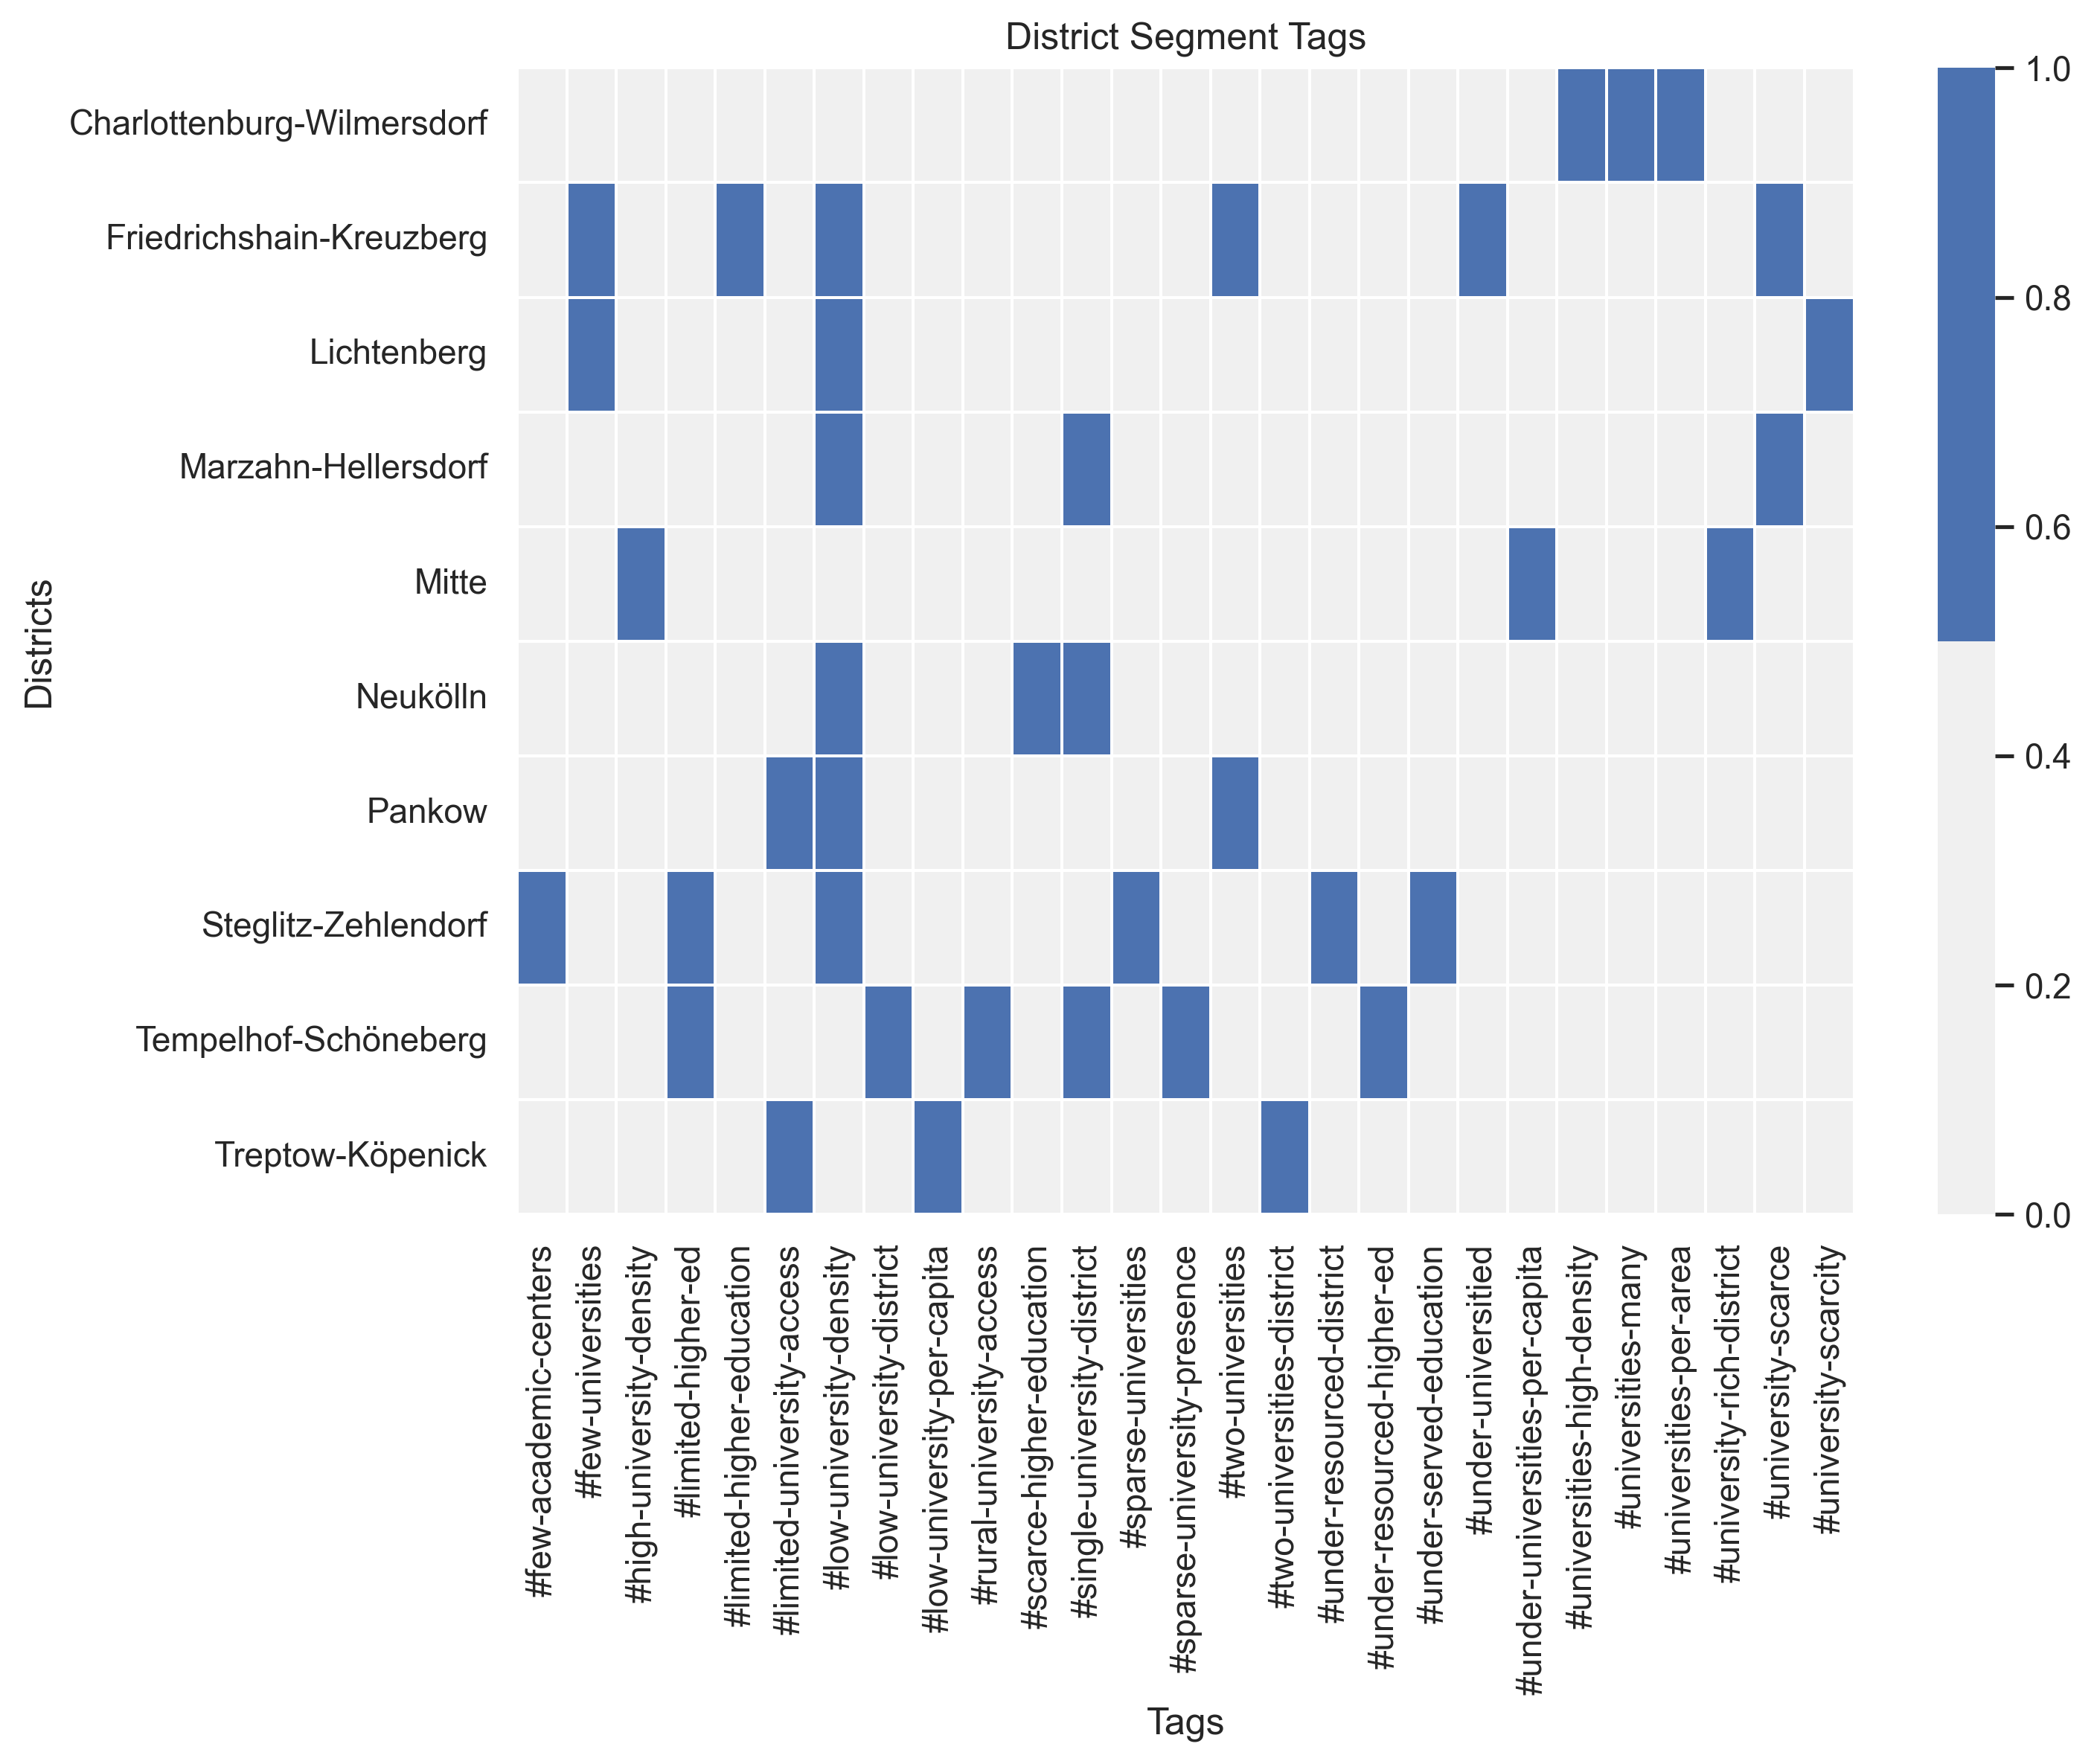 District Segment Tags
Charlottenburg-Wilmersdorf
Friedrichshain-Kreuzberg
Lichtenberg
Marzahn-Hellersdorf
Mitte
Neukölln
Pankow
Steglitz-Zehlendorf
Tempelhof-Schöneberg
Treptow-Köpenick
Districts
1.0
0.8
0.6
0.4
0.2
0.0
#few-academic-centers
#few-universities
#high-university-density
#limited-higher-ed
#limited-higher-education
#limited-university-access
#low-university-density
#low-university-district
#low-university-per-capita
#rural-university-access
#scarce-higher-education
#single-university-district
#sparse-universities
#sparse-university-presence
#two-universities
#two-universities-district
#under-resourced-district
#under-resourced-higher-ed
#under-served-education
#under-universitied
#under-universities-per-capita
#universities-high-density
#universities-many
#universities-per-area
#university-rich-district
#university-scarce
#university-scarcity
Tags